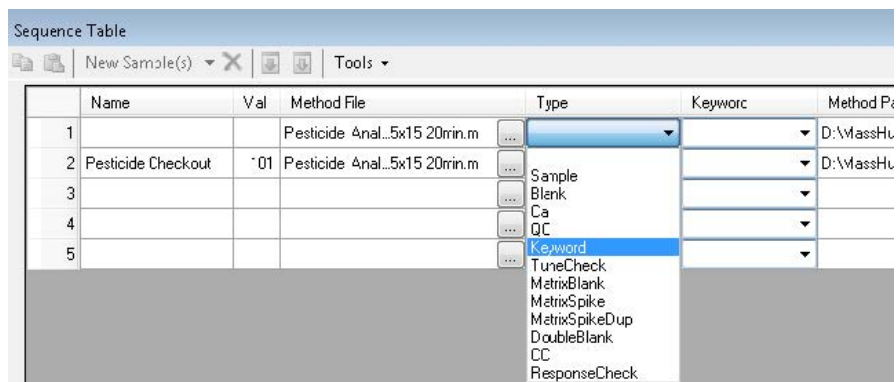 Sequence Table
New Sample(s) Tools
Name Val Method File Type Keyword Method Pa
1 Pesticide Anal...5x15 20min.m ... D:\MassHu
2 Pesticide Checkout 101 Pesticide Anal...5x15 20min.m ... D:\MassHu
Sample
3 ... Blank
Cal
4 ... QC
Keyword
5 ... TuneCheck
MatrixBlank
MatrixSpike
MatrixSpikeDup
DoubleBlank
CC
ResponseCheck